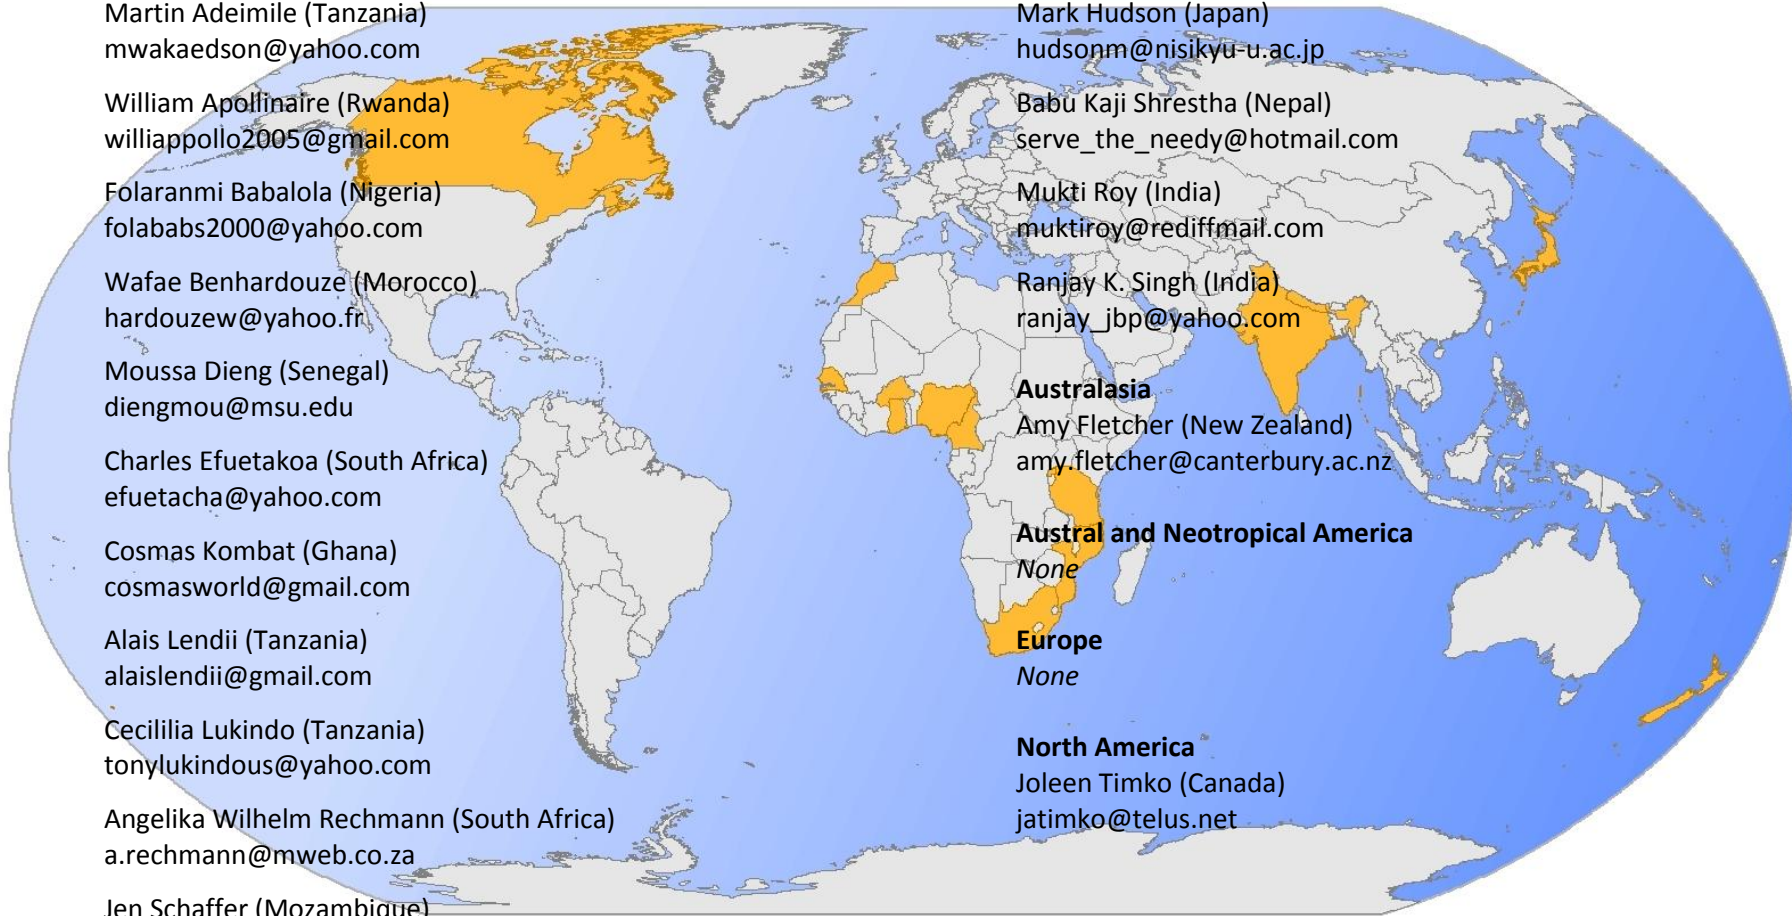 Martin Adeimile (Tanzania)
mwakaedson@yahoo.com
William Apollinaire (Rwanda)
williappollo2005@gmail.com
Folaranmi Babalola (Nigeria)
folababs2000@yahoo.com
Wafae Benhardouze (Morocco)
hardouzew@yahoo.fr
Moussa Dieng (Senegal)
diengmou@msu.edu
Charles Efuetakoa (South Africa)
efuetacha@yahoo.com
Cosmas Kombat (Ghana)
cosmasworld@gmail.com
Alais Lendii (Tanzania)
alaislendii@gmail.com
Cecililia Lukindo (Tanzania)
tonylukindous@yahoo.com
Angelika Wilhelm Rechmann (South Africa)
a.rechmann@mweb.co.za
Jen Schaffer (Mozambique)
Mark Hudson (Japan)
hudsonm@nisikyu-u.ac.jp
Babu Kaji Shrestha (Nepal)
serve_the_needy@hotmail.com
Mukti Roy (India)
muktiroy@rediffmail.com
Ranjay K. Singh (India)
ranjay_jbp@yahoo.com
Australasia
Amy Fletcher (New Zealand)
amy.fletcher@canterbury.ac.nz
Austral and Neotropical America
None
Europe
None
North America
Joleen Timko (Canada)
jatimko@telus.net